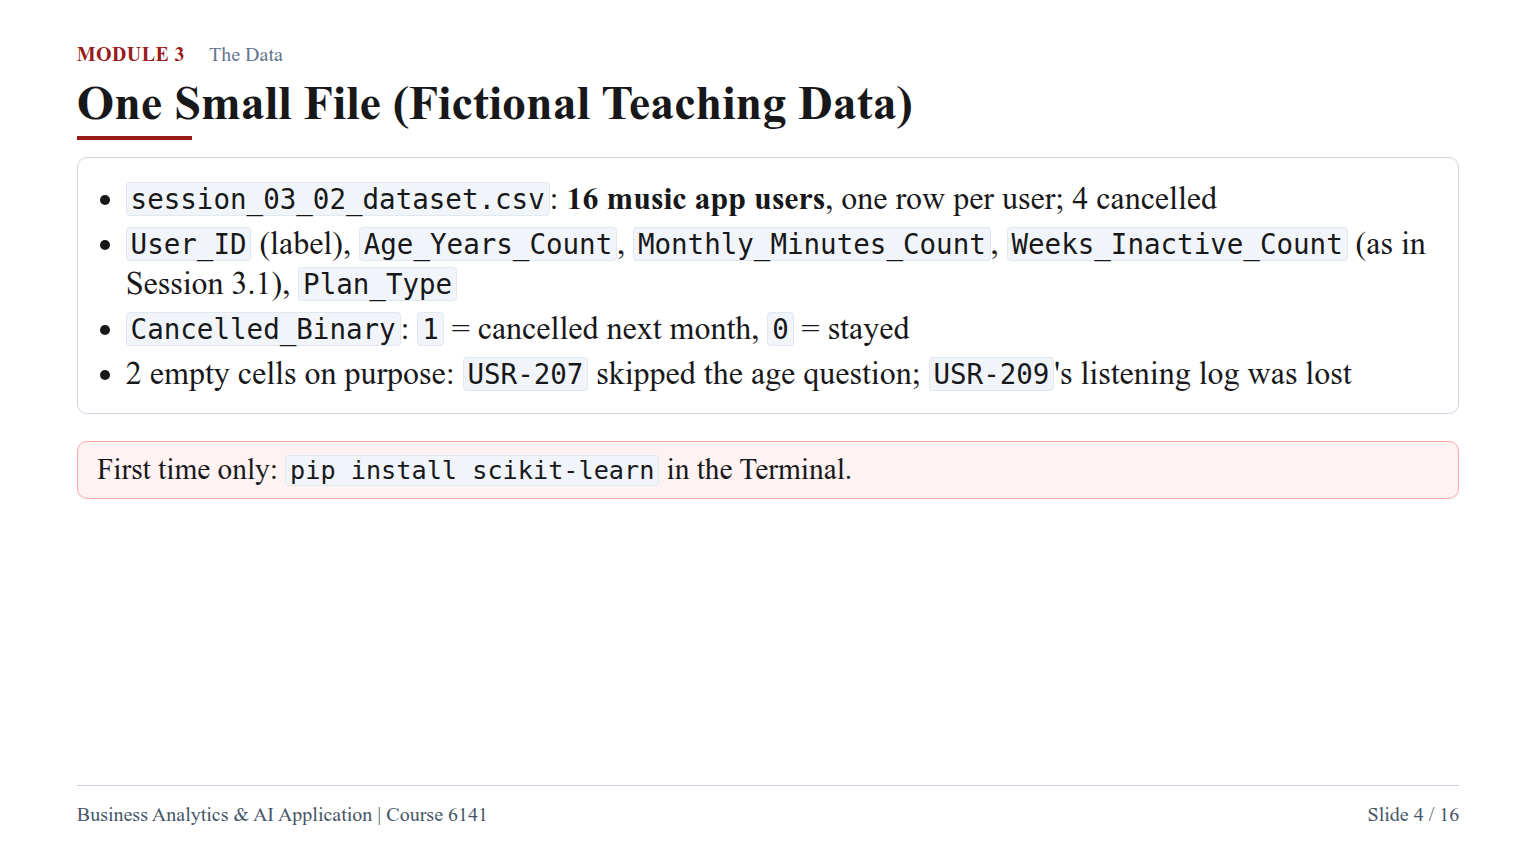 MODULE 3 The Data
One Small File (Fictional Teaching Data)
• session_03_02_dataset.csv: 16 music app users, one row per user; 4 cancelled
• User_ID (label), Age_Years_Count, Monthly_Minutes_Count, Weeks_Inactive_Count (as in
Session 3.1), Plan_Type
• Cancelled_Binary: 1 = cancelled next month, 0 = stayed
• 2 empty cells on purpose: USR-207 skipped the age question; USR-209's listening log was lost
First time only: pip install scikit-learn in the Terminal.
Business Analytics & AI Application | Course 6141
Slide 4 / 16